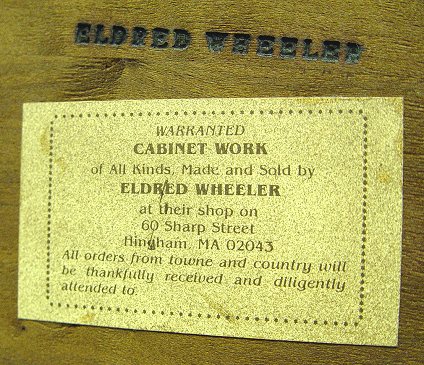 ELDRED WHEELER
WARRANTED
CABINET WORK
of All Kinds, Made and Sold by
ELDRED WHEELER
at their shop on
60 Sharp Street
Hingham, MA 02043
All orders from towne and country will
be thankfully received and diligently
attended to.